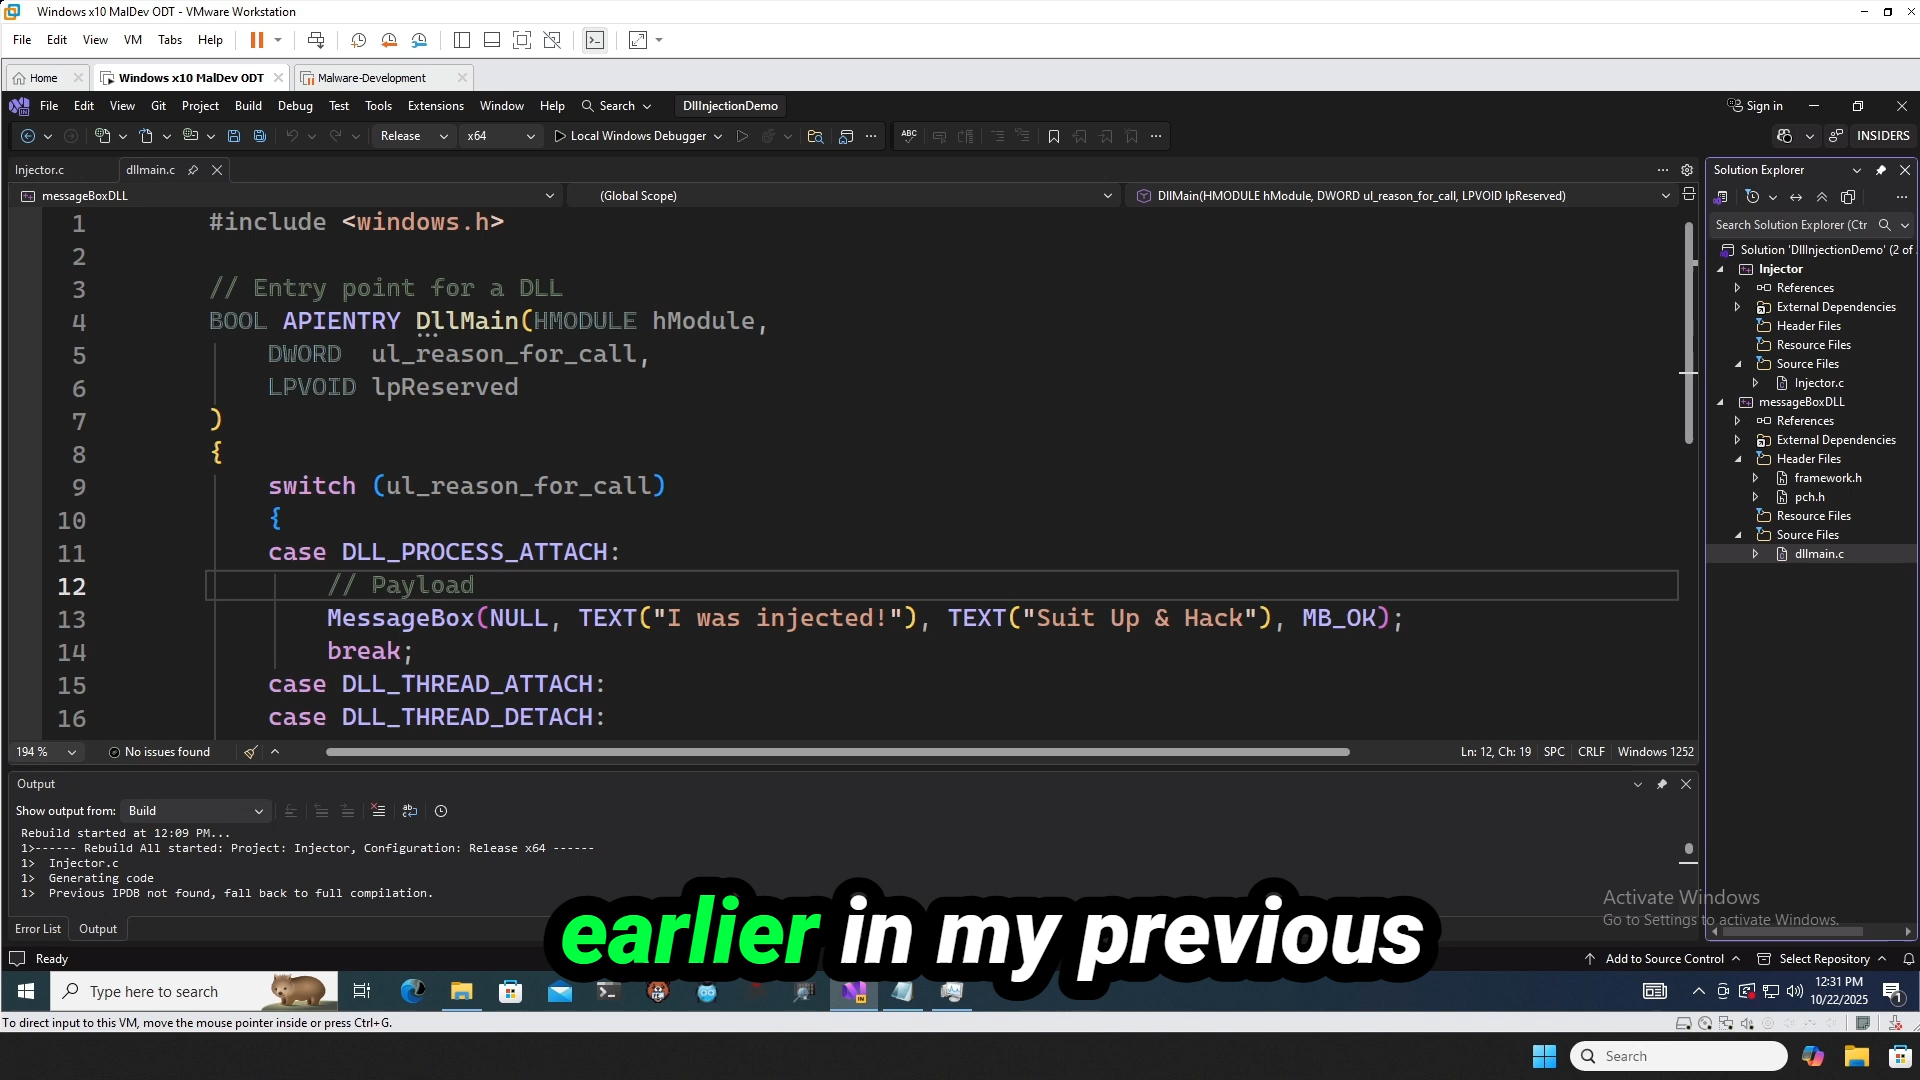 Windows x10 MalDev ODT - VMware Workstation
File Edit View VM Tabs Help
Home Windows x10 MalDev ODT Malware-Development
File Edit View Git Project Build Debug Test Tools Extensions Window Help Search DllInjectionDemo Sign in
Release x64 Local Windows Debugger INSIDERS
Injector.c dllmain.c
messageBoxDLL (Global Scope) DllMain(HMODULE hModule, DWORD ul_reason_for_call, LPVOID lpReserved)
1 #include <windows.h>
2
3 // Entry point for a DLL
4 BOOL APIENTRY DllMain(HMODULE hModule,
5 DWORD ul_reason_for_call,
6 LPVOID lpReserved
7 )
8 {
9 switch (ul_reason_for_call)
10 {
11 case DLL_PROCESS_ATTACH:
12 // Payload
13 MessageBox(NULL, TEXT("I was injected!"), TEXT("Suit Up & Hack"), MB_OK);
14 break;
15 case DLL_THREAD_ATTACH:
16 case DLL_THREAD_DETACH:
194 % No issues found Ln: 12, Ch: 19 SPC CRLF Windows 1252
Solution Explorer
Search Solution Explorer (Ctr
Solution 'DllInjectionDemo' (2 of
Injector
References
External Dependencies
Header Files
Resource Files
Source Files
Injector.c
messageBoxDLL
References
External Dependencies
Header Files
framework.h
pch.h
Resource Files
Source Files
dllmain.c
Output
Show output from: Build
Rebuild started at 12:09 PM...
1>------ Rebuild All started: Project: Injector, Configuration: Release x64 ------
1> Injector.c
1> Generating code
1> Previous IPDB not found, fall back to full compilation.
Activate Windows
Go to Settings to activate Windows.
earlier in my previous
Error List Output
Ready Add to Source Control Select Repository
Type here to search
12:31 PM
10/22/2025
1
To direct input to this VM, move the mouse pointer inside or press Ctrl+G.
Search